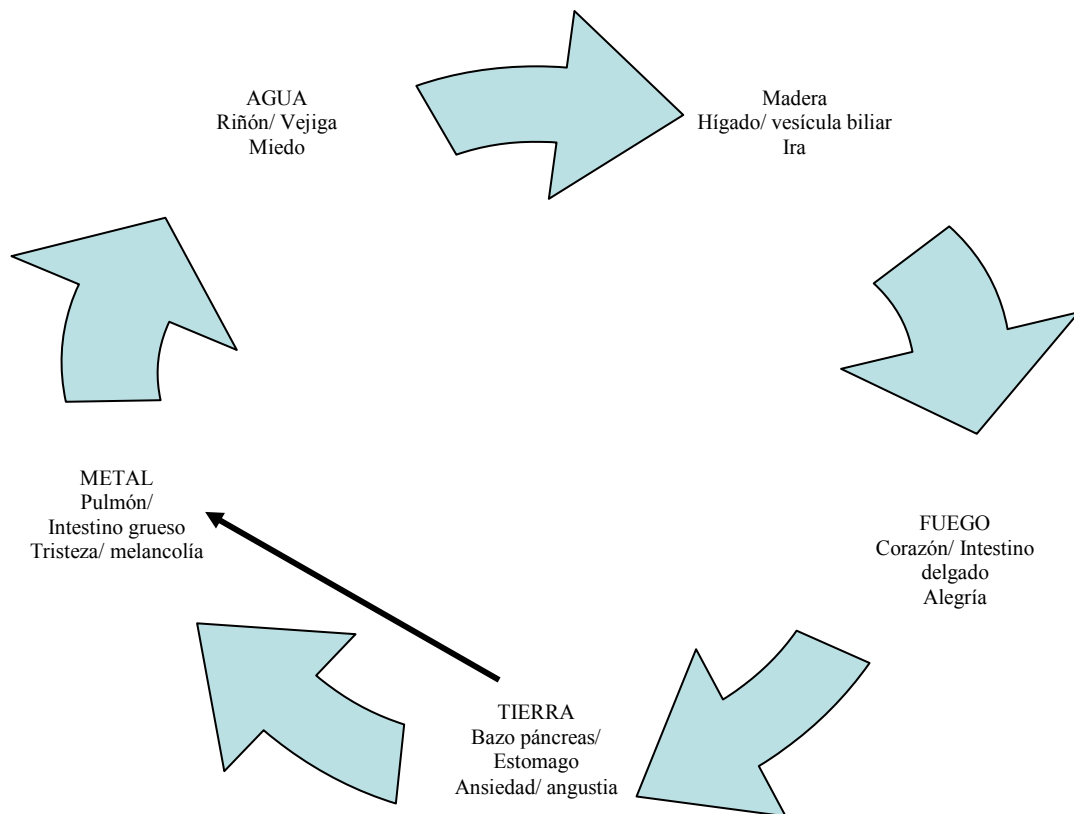 AGUA
Riñón/ Vejiga
Miedo
Madera
Hígado/ vesícula biliar
Ira
FUEGO
Corazón/ Intestino
delgado
Alegría
TIERRA
Bazo páncreas/
Estomago
Ansiedad/ angustia
METAL
Pulmón/
Intestino grueso
Tristeza/ melancolía